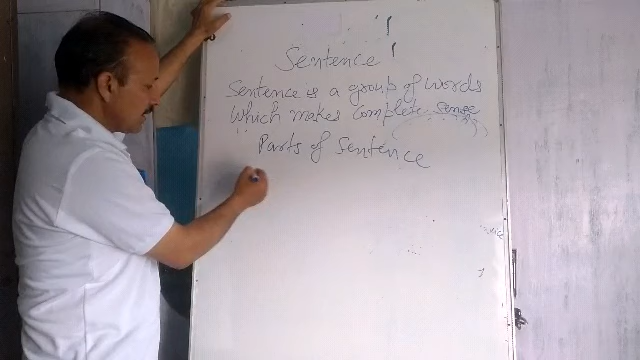 Sentence
Sentence is a group of words
Which makes Complete sense
Parts of Sentence